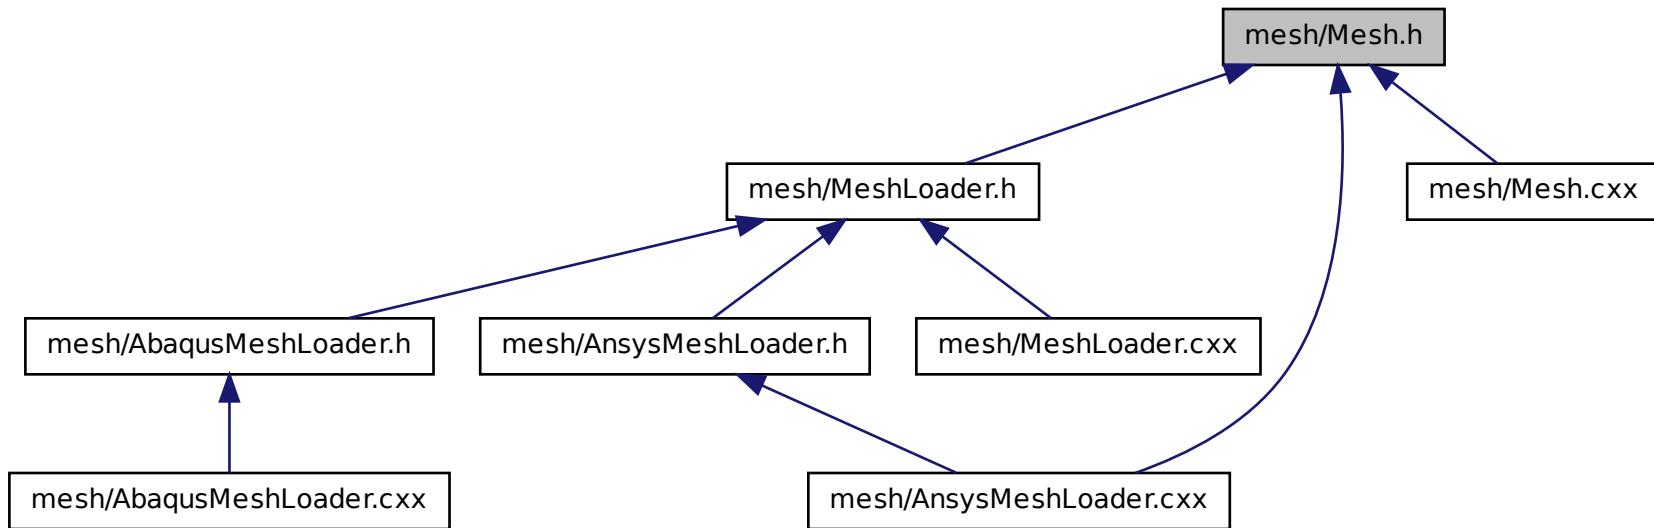 mesh/Mesh.h
mesh/MeshLoader.h
mesh/Mesh.cxx
mesh/AbaqusMeshLoader.h
mesh/AnsysMeshLoader.h
mesh/MeshLoader.cxx
mesh/AbaqusMeshLoader.cxx
mesh/AnsysMeshLoader.cxx